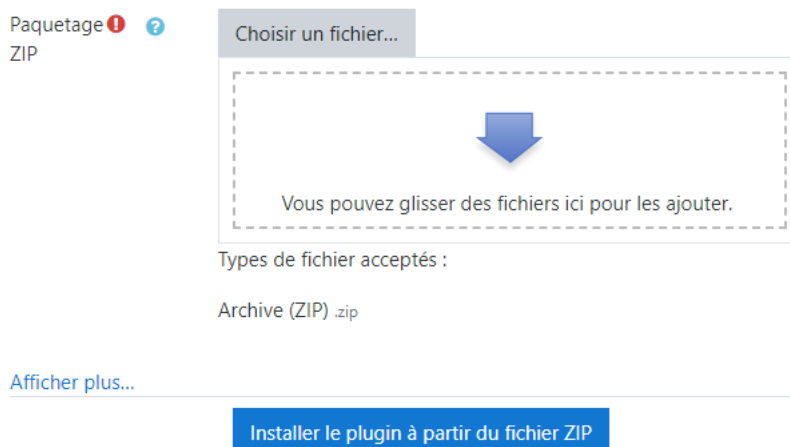 Paquetage
ZIP
Choisir un fichier...
Vous pouvez glisser des fichiers ici pour les ajouter.
Types de fichier acceptés :
Archive (ZIP) .zip
Afficher plus...
Installer le plugin à partir du fichier ZIP